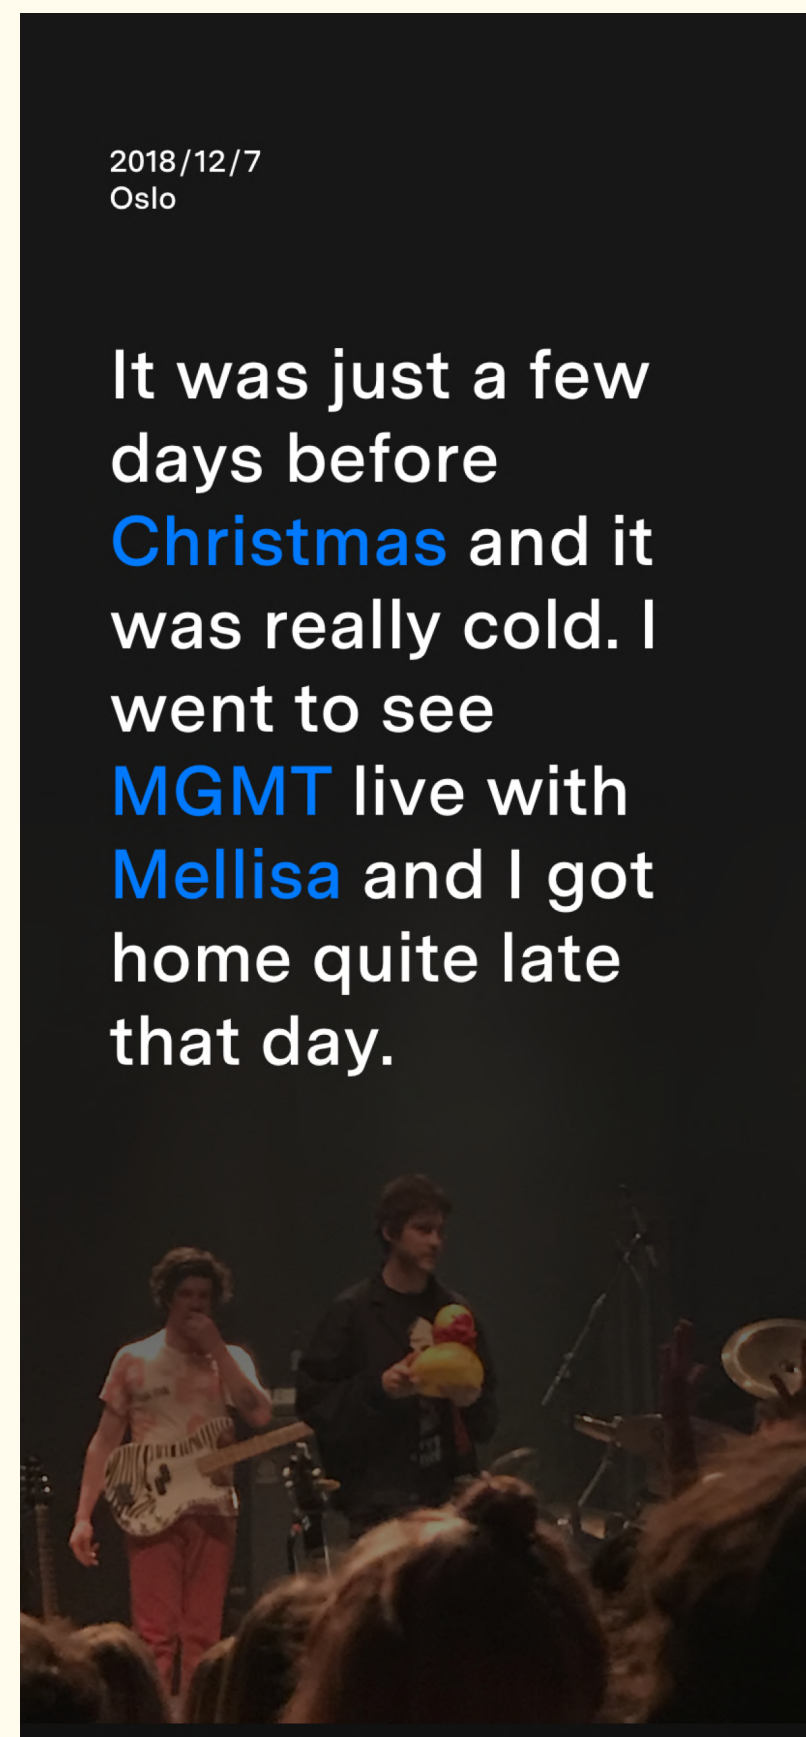 2018/12/7
Oslo
It was just a few
days before
Christmas and it
was really cold. I
went to see
MGMT live with
Mellisa and I got
home quite late
that day.